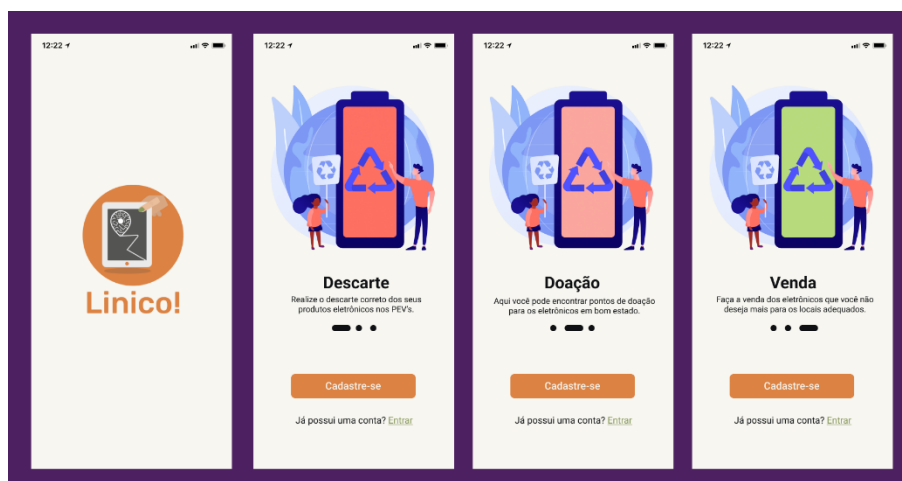 12:22
Linico!
12:22
Descarte
Realize o descarte correto dos seus
produtos eletrônicos nos PEV's.
Cadastre-se
Já possui uma conta? Entrar
12:22
Doação
Aqui você pode encontrar pontos de doação
para os eletrônicos em bom estado.
Cadastre-se
Já possui uma conta? Entrar
12:22
Venda
Faça a venda dos eletrônicos que você não
deseja mais para os locais adequados.
Cadastre-se
Já possui uma conta? Entrar